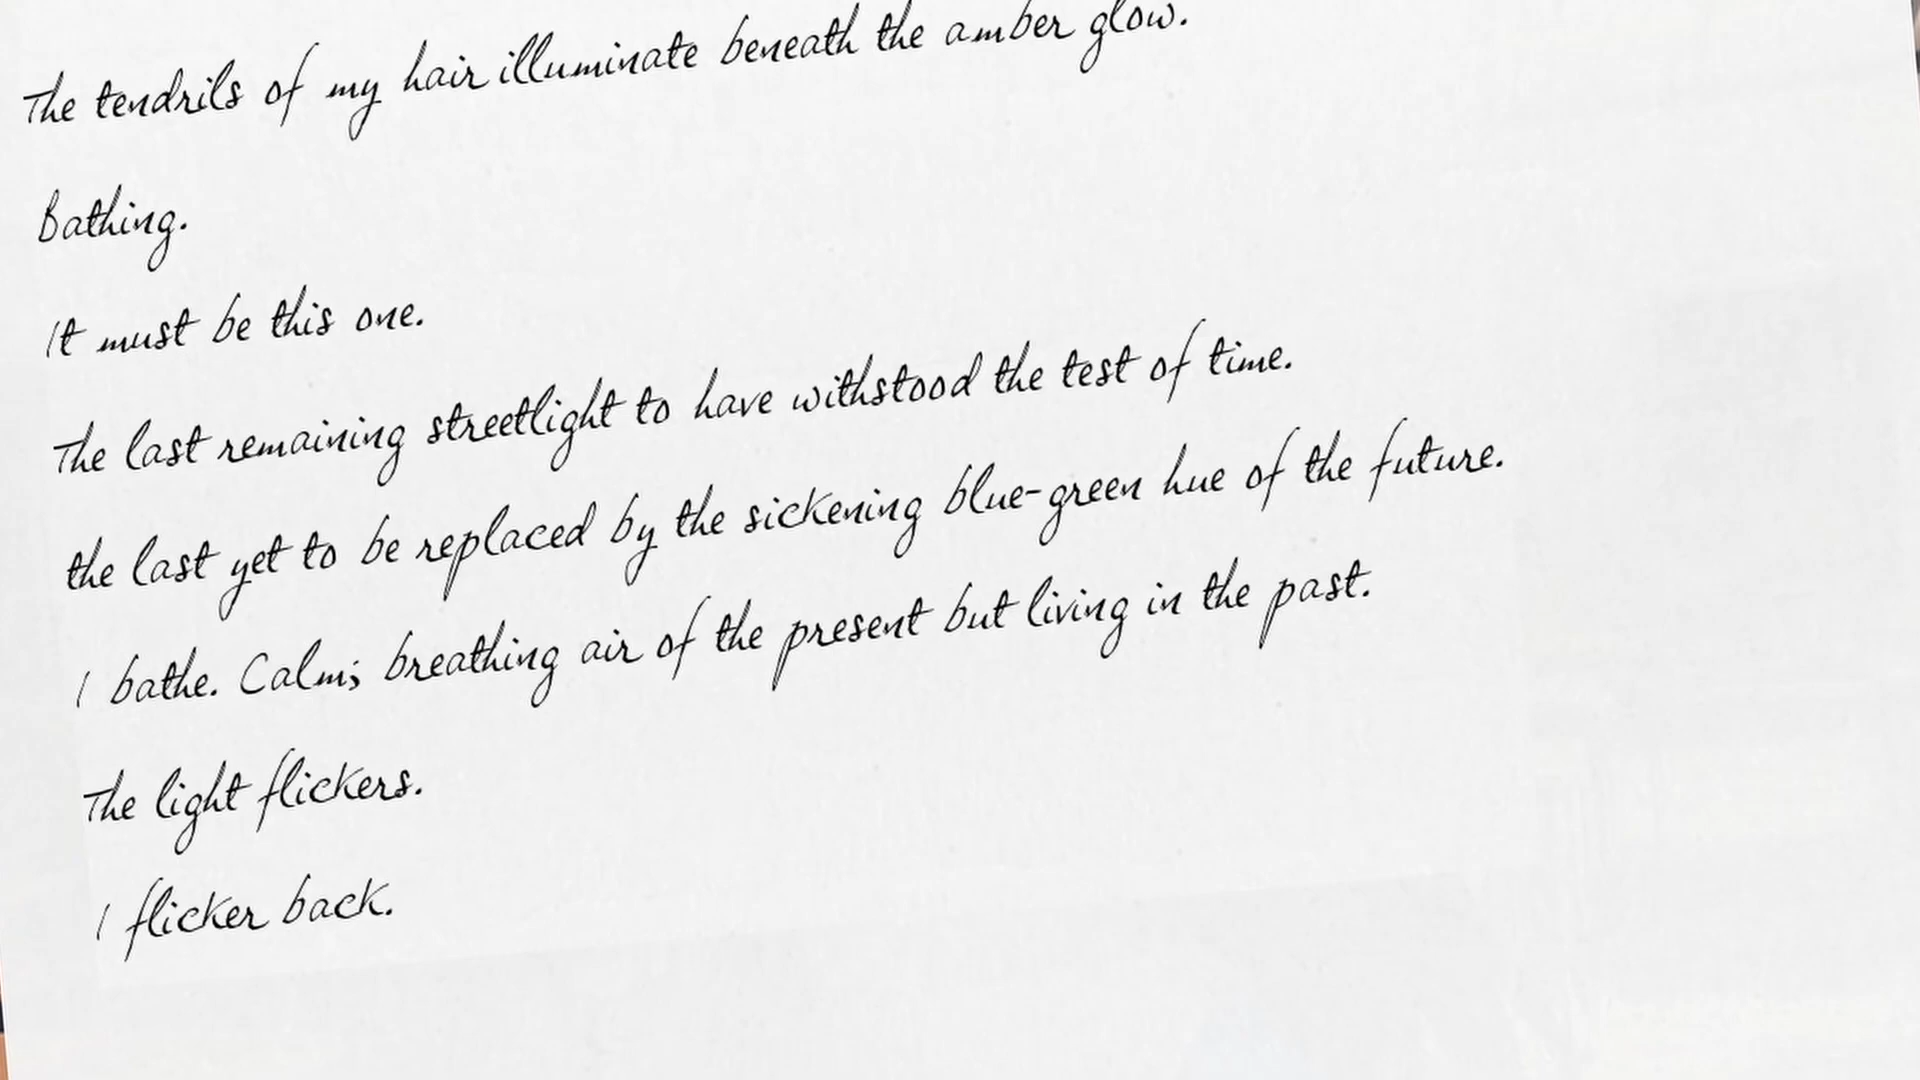 The tendrils of my hair illuminate beneath the amber glow.
Bathing.
It must be this one.
The last remaining streetlight to have withstood the test of time.
the last yet to be replaced by the sickening blue-green hue of the future.
I bathe. Calm; breathing air of the present but living in the past.
The light flickers.
I flicker back.